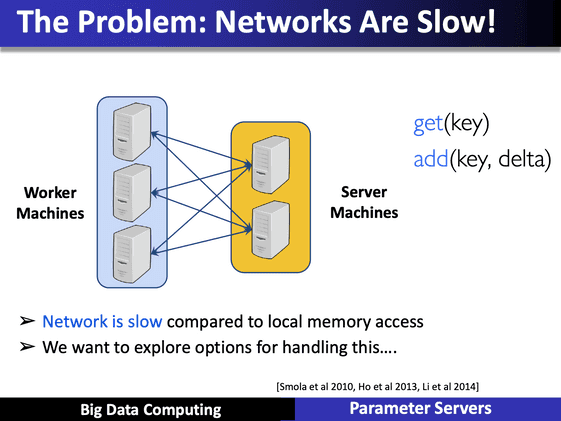 The Problem: Networks Are Slow!
get(key)
add(key, delta)
Worker
Machines
Server
Machines
➢ Network is slow compared to local memory access
➢ We want to explore options for handling this….
[Smola et al 2010, Ho et al 2013, Li et al 2014]
Big Data Computing
Parameter Servers